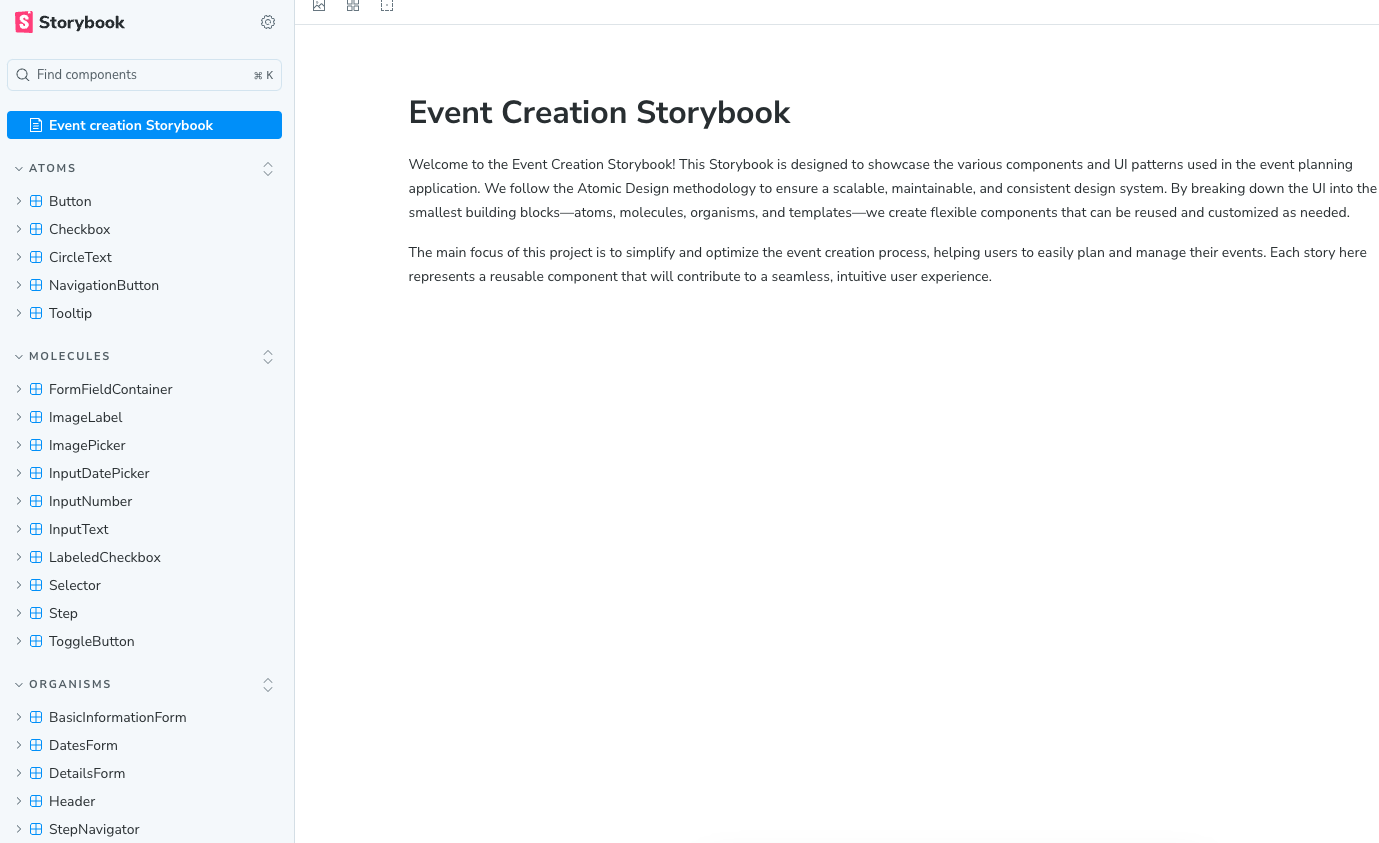 Storybook
Find components
⌘ K
Event creation Storybook
ATOMS
Button
Checkbox
CircleText
NavigationButton
Tooltip
MOLECULES
FormFieldContainer
ImageLabel
ImagePicker
InputDatePicker
InputNumber
InputText
LabeledCheckbox
Selector
Step
ToggleButton
ORGANISMS
BasicInformationForm
DatesForm
DetailsForm
Header
StepNavigator
Event Creation Storybook
Welcome to the Event Creation Storybook! This Storybook is designed to showcase the various components and UI patterns used in the event planning
application. We follow the Atomic Design methodology to ensure a scalable, maintainable, and consistent design system. By breaking down the UI into the
smallest building blocks—atoms, molecules, organisms, and templates—we create flexible components that can be reused and customized as needed.
The main focus of this project is to simplify and optimize the event creation process, helping users to easily plan and manage their events. Each story here
represents a reusable component that will contribute to a seamless, intuitive user experience.